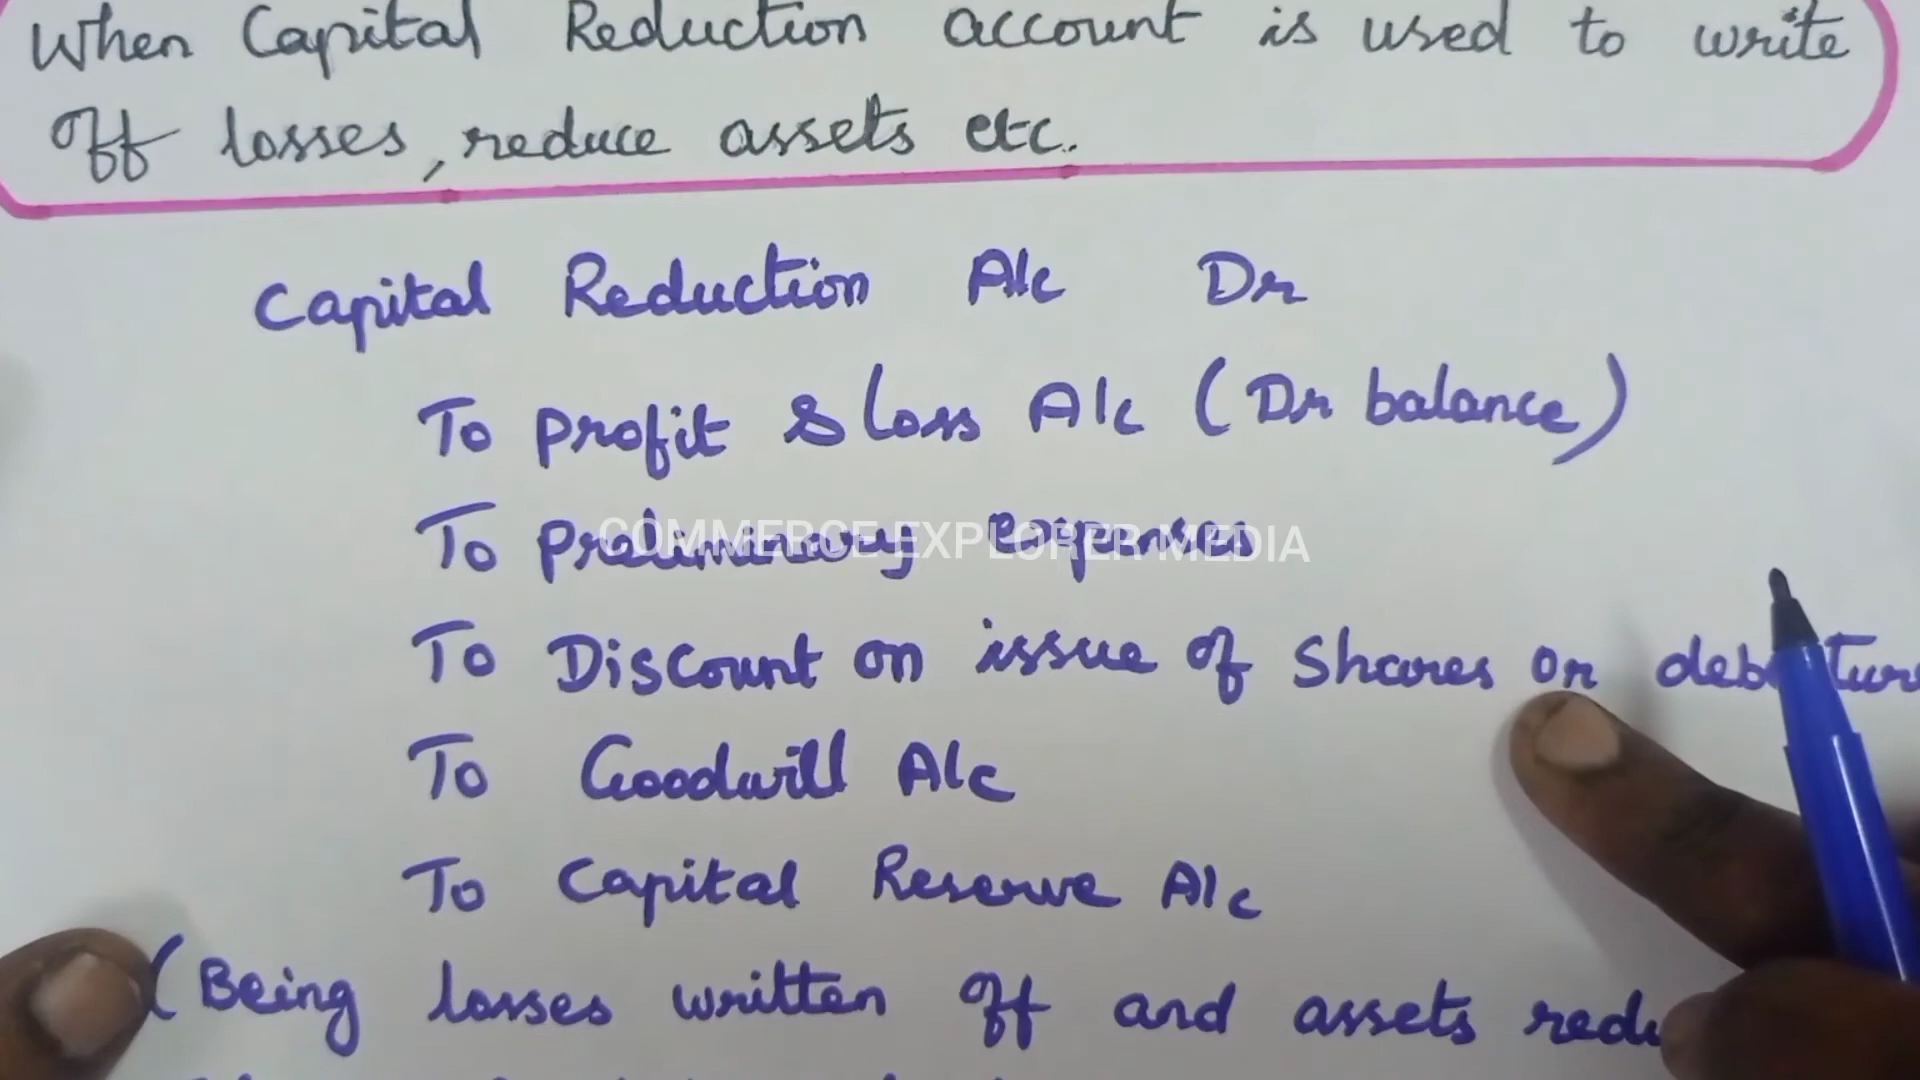 When Capital Reduction account is used to write
off losses, reduce assets etc.
Capital Reduction A/c Dr
To Profit & Loss A/c (Dr balance)
To Preliminary expenses
COMMERCE EXPLORER MEDIA
To Discount on issue of Shares or
To Goodwill A/c
To Capital Reserve A/c
(Being losses written off and assets